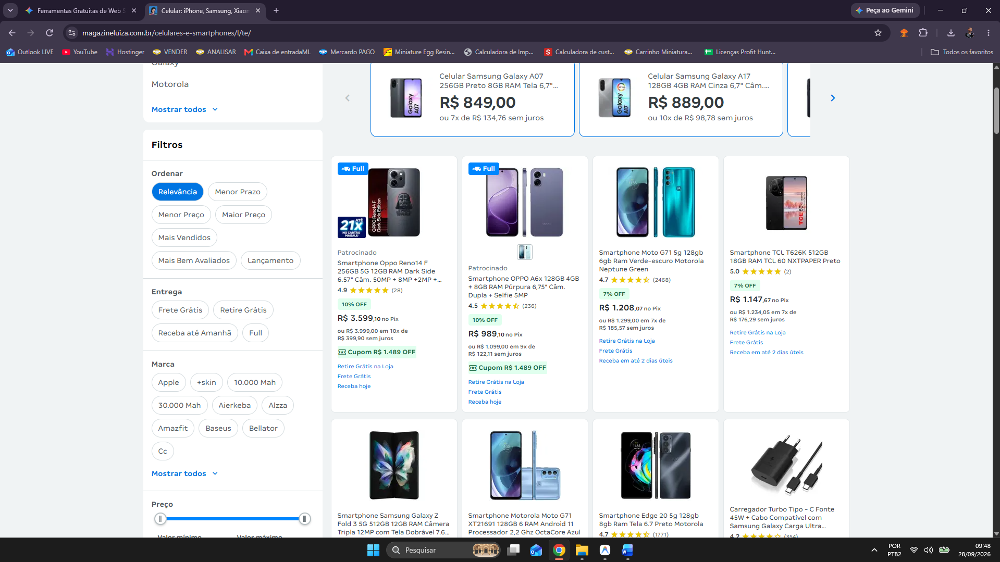 Ferramentas Gratuitas de Web S
Celular: iPhone, Samsung, Xiaon
Peça ao Gemini
magazineluiza.com.br/celulares-e-smartphones/l/te/
Outlook LIVE
YouTube
Hostinger
VENDER
ANALISAR
Caixa de entradaML
Mercardo PAGO
Miniature Egg Resin...
Calculadora de Imp...
Calculadora de cust...
Carrinho Miniatura...
Licenças Profit Hunt...
Todos os favoritos
Galaxy
Motorola
Mostrar todos
Filtros
Ordenar
Relevância
Menor Prazo
Menor Preço
Maior Preço
Mais Vendidos
Mais Bem Avaliados
Lançamento
Entrega
Frete Grátis
Retire Grátis
Receba até Amanhã
Full
Marca
Apple
+skin
10.000 Mah
30.000 Mah
Aierkeba
Alzza
Amazfit
Baseus
Bellator
Cc
Mostrar todos
Preço
Valor mínimo
Valor máximo
Galaxy A07
Celular Samsung Galaxy A07
256GB Preto 8GB RAM Tela 6,7"...
R$ 849,00
ou 7x de R$ 134,76 sem juros
Galaxy A17
Celular Samsung Galaxy A17
128GB 4GB RAM Cinza 6,7" Câm....
R$ 889,00
ou 10x de R$ 98,78 sem juros
Full
OPPO Reno14 F
Dark Side Edition
ATÉ
21X
NO CARTÃO
MAGALU
Patrocinado
Smartphone Oppo Reno14 F
256GB 5G 12GB RAM Dark Side
6.57" Câm. 50MP + 8MP +2MP +...
4.9 (28)
10% OFF
R$ 3.599,10 no Pix
ou R$ 3.999,00 em 10x de
R$ 399,90 sem juros
Cupom R$ 1.489 OFF
Retire Grátis na Loja
Frete Grátis
Receba hoje
Full
Patrocinado
Smartphone OPPO A6x 128GB 4GB
+ 8GB RAM Púrpura 6,75" Câm.
Dupla + Selfie 5MP
4.5 (236)
10% OFF
R$ 989,10 no Pix
ou R$ 1.099,00 em 9x de
R$ 122,11 sem juros
Cupom R$ 1.489 OFF
Retire Grátis na Loja
Frete Grátis
Receba hoje
Smartphone Moto G71 5g 128gb
6gb Ram Verde-escuro Motorola
Neptune Green
4.7 (2468)
7% OFF
R$ 1.208,07 no Pix
ou R$ 1.299,00 em 7x de
R$ 185,57 sem juros
Retire Grátis na Loja
Frete Grátis
Receba em até 2 dias úteis
TCL 60
Smartphone TCL T626K 512GB
18GB RAM TCL 60 NXTPAPER Preto
5.0 (2)
7% OFF
R$ 1.147,67 no Pix
ou R$ 1.234,05 em 7x de
R$ 176,29 sem juros
Retire Grátis na Loja
Frete Grátis
Receba em até 2 dias úteis
Smartphone Samsung Galaxy Z
Fold 3 5G 512GB 12GB RAM Câmera
Tripla 12MP com Tela Dobrável 7.6...
Smartphone Motorola Moto G71
XT21691 128GB 6 RAM Android 11
Processador 2,2 Ghz OctaCore Azul
Smartphone Edge 20 5g 128gb
8gb Ram Tela 6.7 Preto Motorola
4.7 (1771)
Carregador Turbo Tipo - C Fonte
45W + Cabo Compatível com
Samsung Galaxy Carga Ultra...
4.2 (354)
Pesquisar
POR
PTB2
09:48
28/09/2026